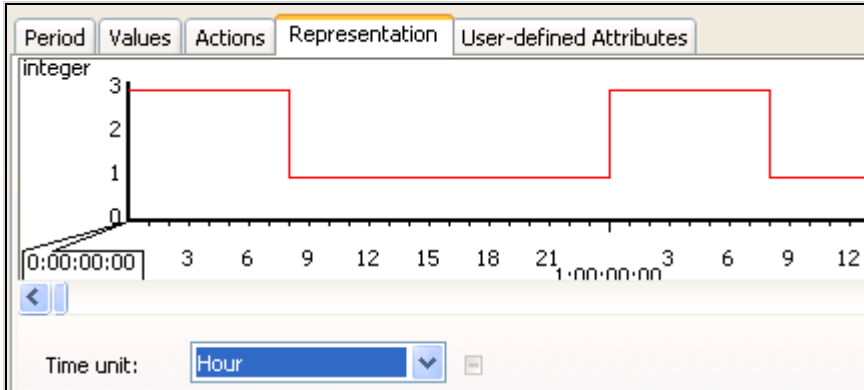 Period Values Actions Representation User-defined Attributes
integer
3
2
1
0
0:00:00:00 3 6 9 12 15 18 21 1:00:00:00 3 6 9 12
Time unit: Hour